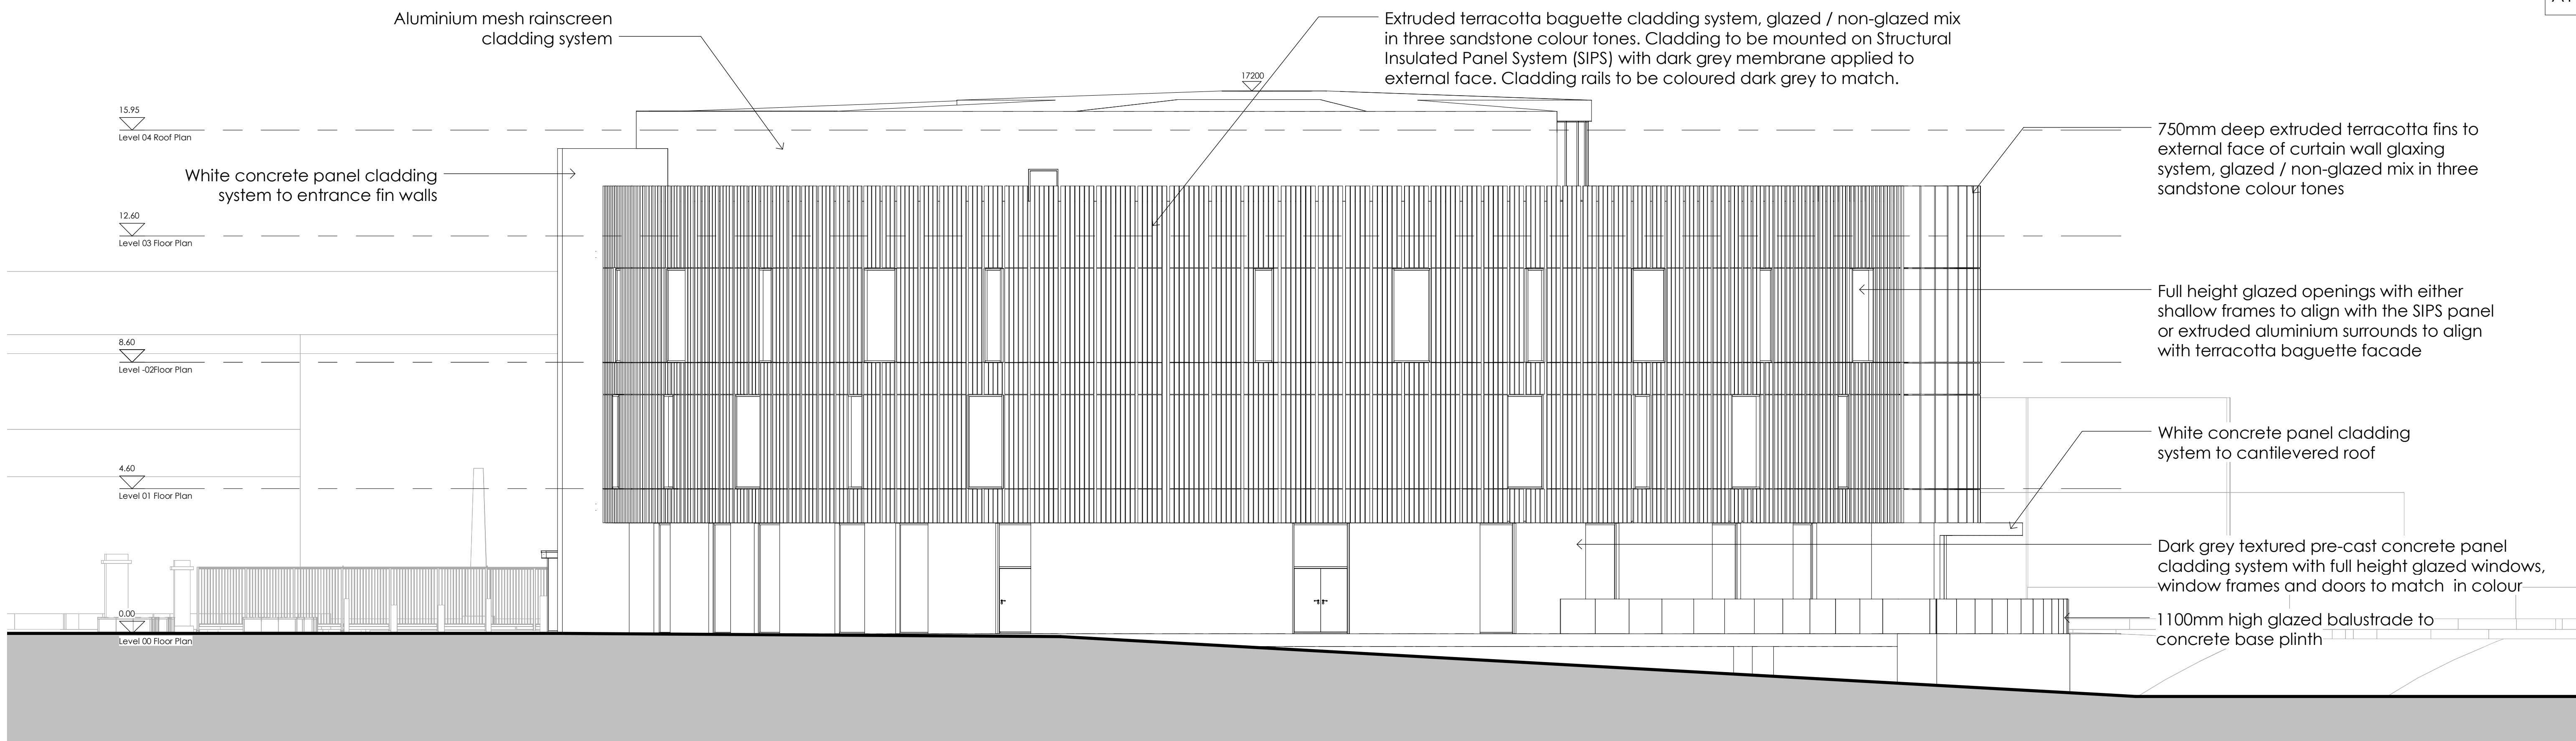 Aluminium mesh rainscreen
cladding system
Extruded terracotta baguette cladding system, glazed / non-glazed mix
in three sandstone colour tones. Cladding to be mounted on Structural
Insulated Panel System (SIPS) with dark grey membrane applied to
external face. Cladding rails to be coloured dark grey to match.
17200
15.95
Level 04 Roof Plan
750mm deep extruded terracotta fins to
external face of curtain wall glaxing
system, glazed / non-glazed mix in three
sandstone colour tones
White concrete panel cladding
system to entrance fin walls
12.60
Level 03 Floor Plan
Full height glazed openings with either
shallow frames to align with the SIPS panel
or extruded aluminium surrounds to align
with terracotta baguette facade
8.60
Level -02Floor Plan
White concrete panel cladding
system to cantilevered roof
4.60
Level 01 Floor Plan
Dark grey textured pre-cast concrete panel
cladding system with full height glazed windows,
window frames and doors to match in colour
0.00
Level 00 Floor Plan
1100mm high glazed balustrade to
concrete base plinth